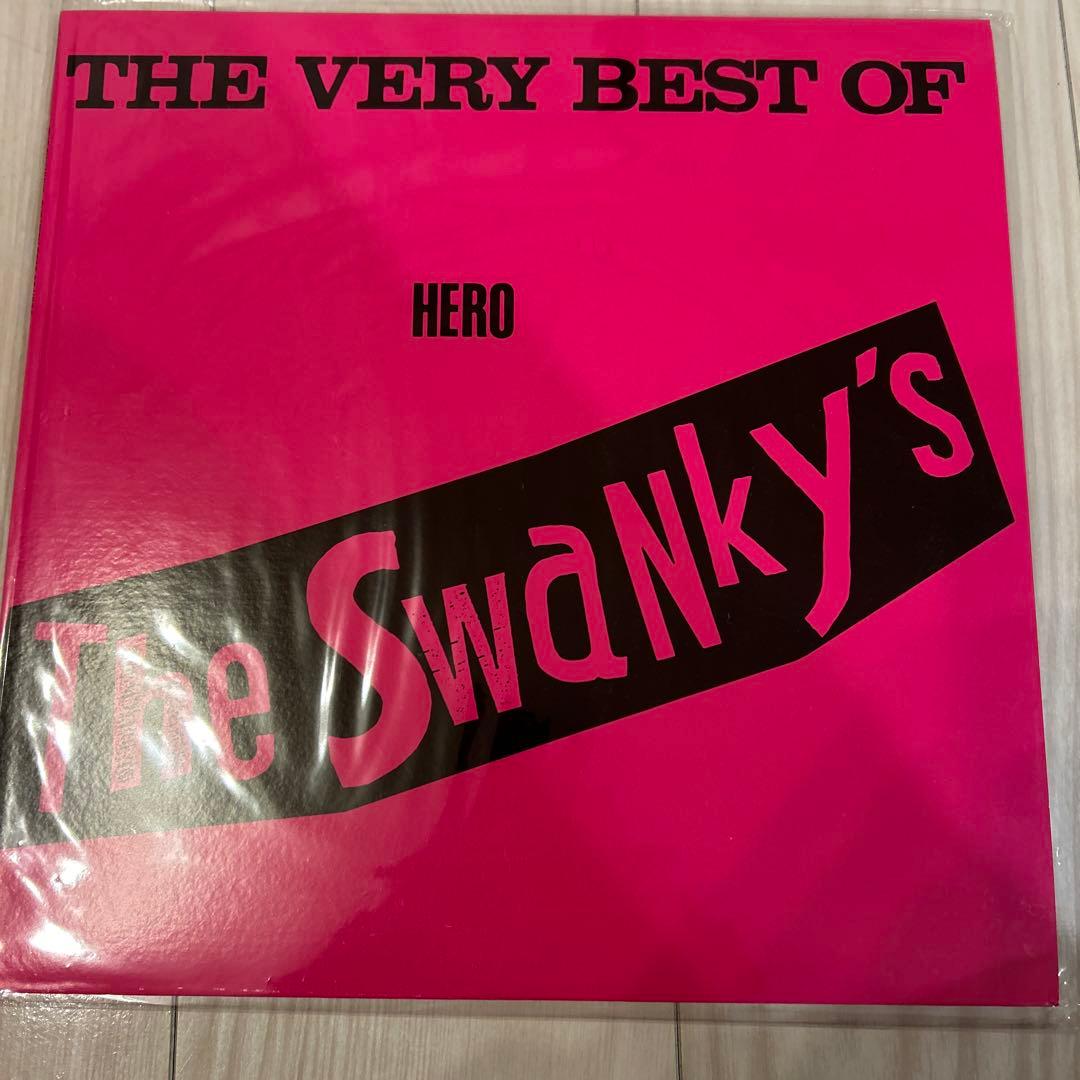 THE VERY BEST OF
HERO
The SwaNky's